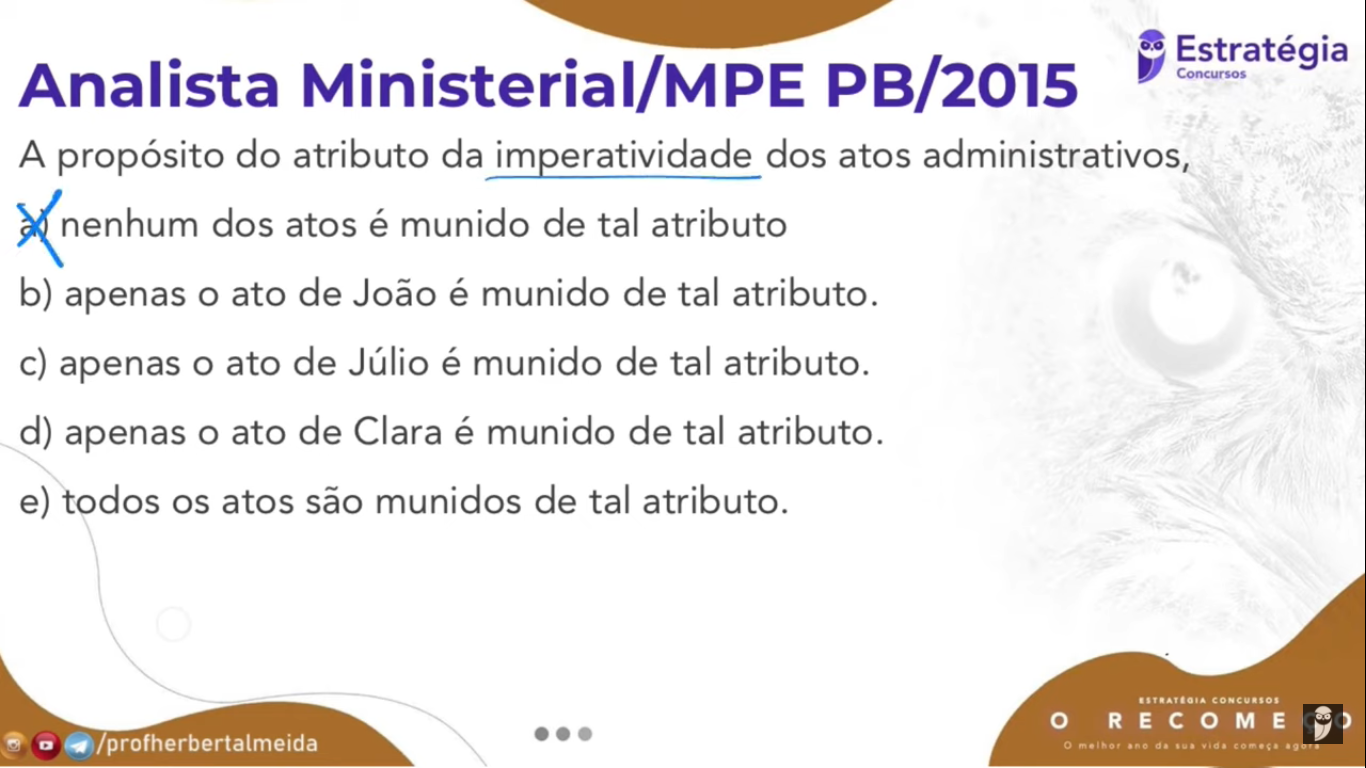 Estratégia
Concursos
Analista Ministerial/MPE PB/2015
A propósito do atributo da imperatividade dos atos administrativos,
a) nenhum dos atos é munido de tal atributo
b) apenas o ato de João é munido de tal atributo.
c) apenas o ato de Júlio é munido de tal atributo.
d) apenas o ato de Clara é munido de tal atributo.
e) todos os atos são munidos de tal atributo.
/profherbertalmeida
ESTRATÉGIA CONCURSOS
O RECOME O
O melhor ano da sua vida começa agora